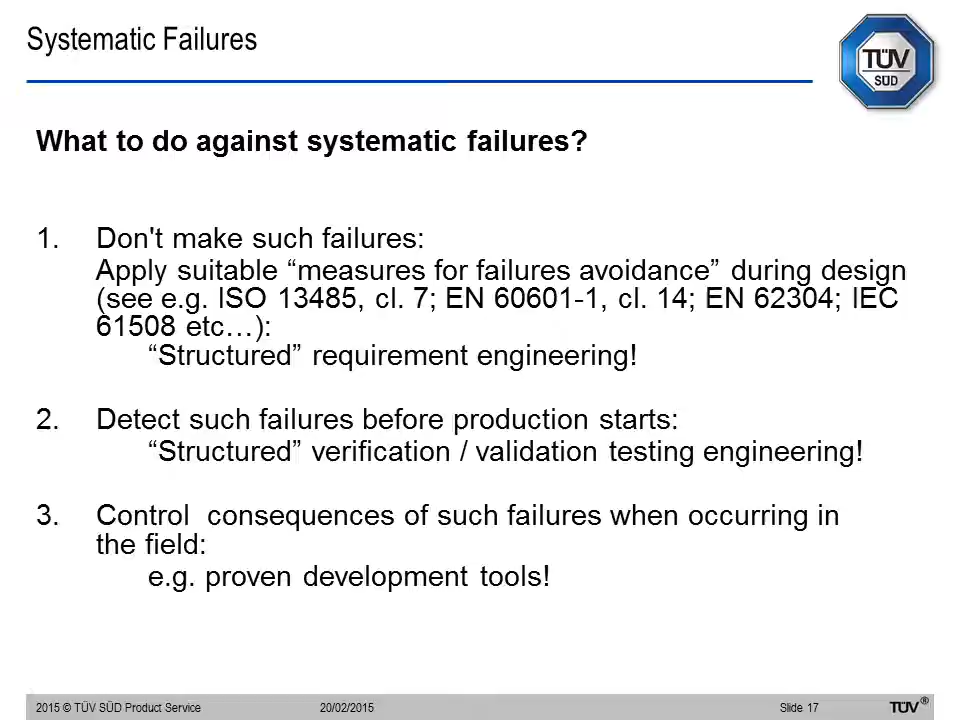 Systematic Failures
TÜV
SÜD
What to do against systematic failures?
1. Don't make such failures:
Apply suitable “measures for failures avoidance” during design
(see e.g. ISO 13485, cl. 7; EN 60601-1, cl. 14; EN 62304; IEC
61508 etc…):
“Structured” requirement engineering!
2. Detect such failures before production starts:
“Structured” verification / validation testing engineering!
3. Control consequences of such failures when occurring in
the field:
e.g. proven development tools!
2015 © TÜV SÜD Product Service 20/02/2015 Slide 17 TÜV®